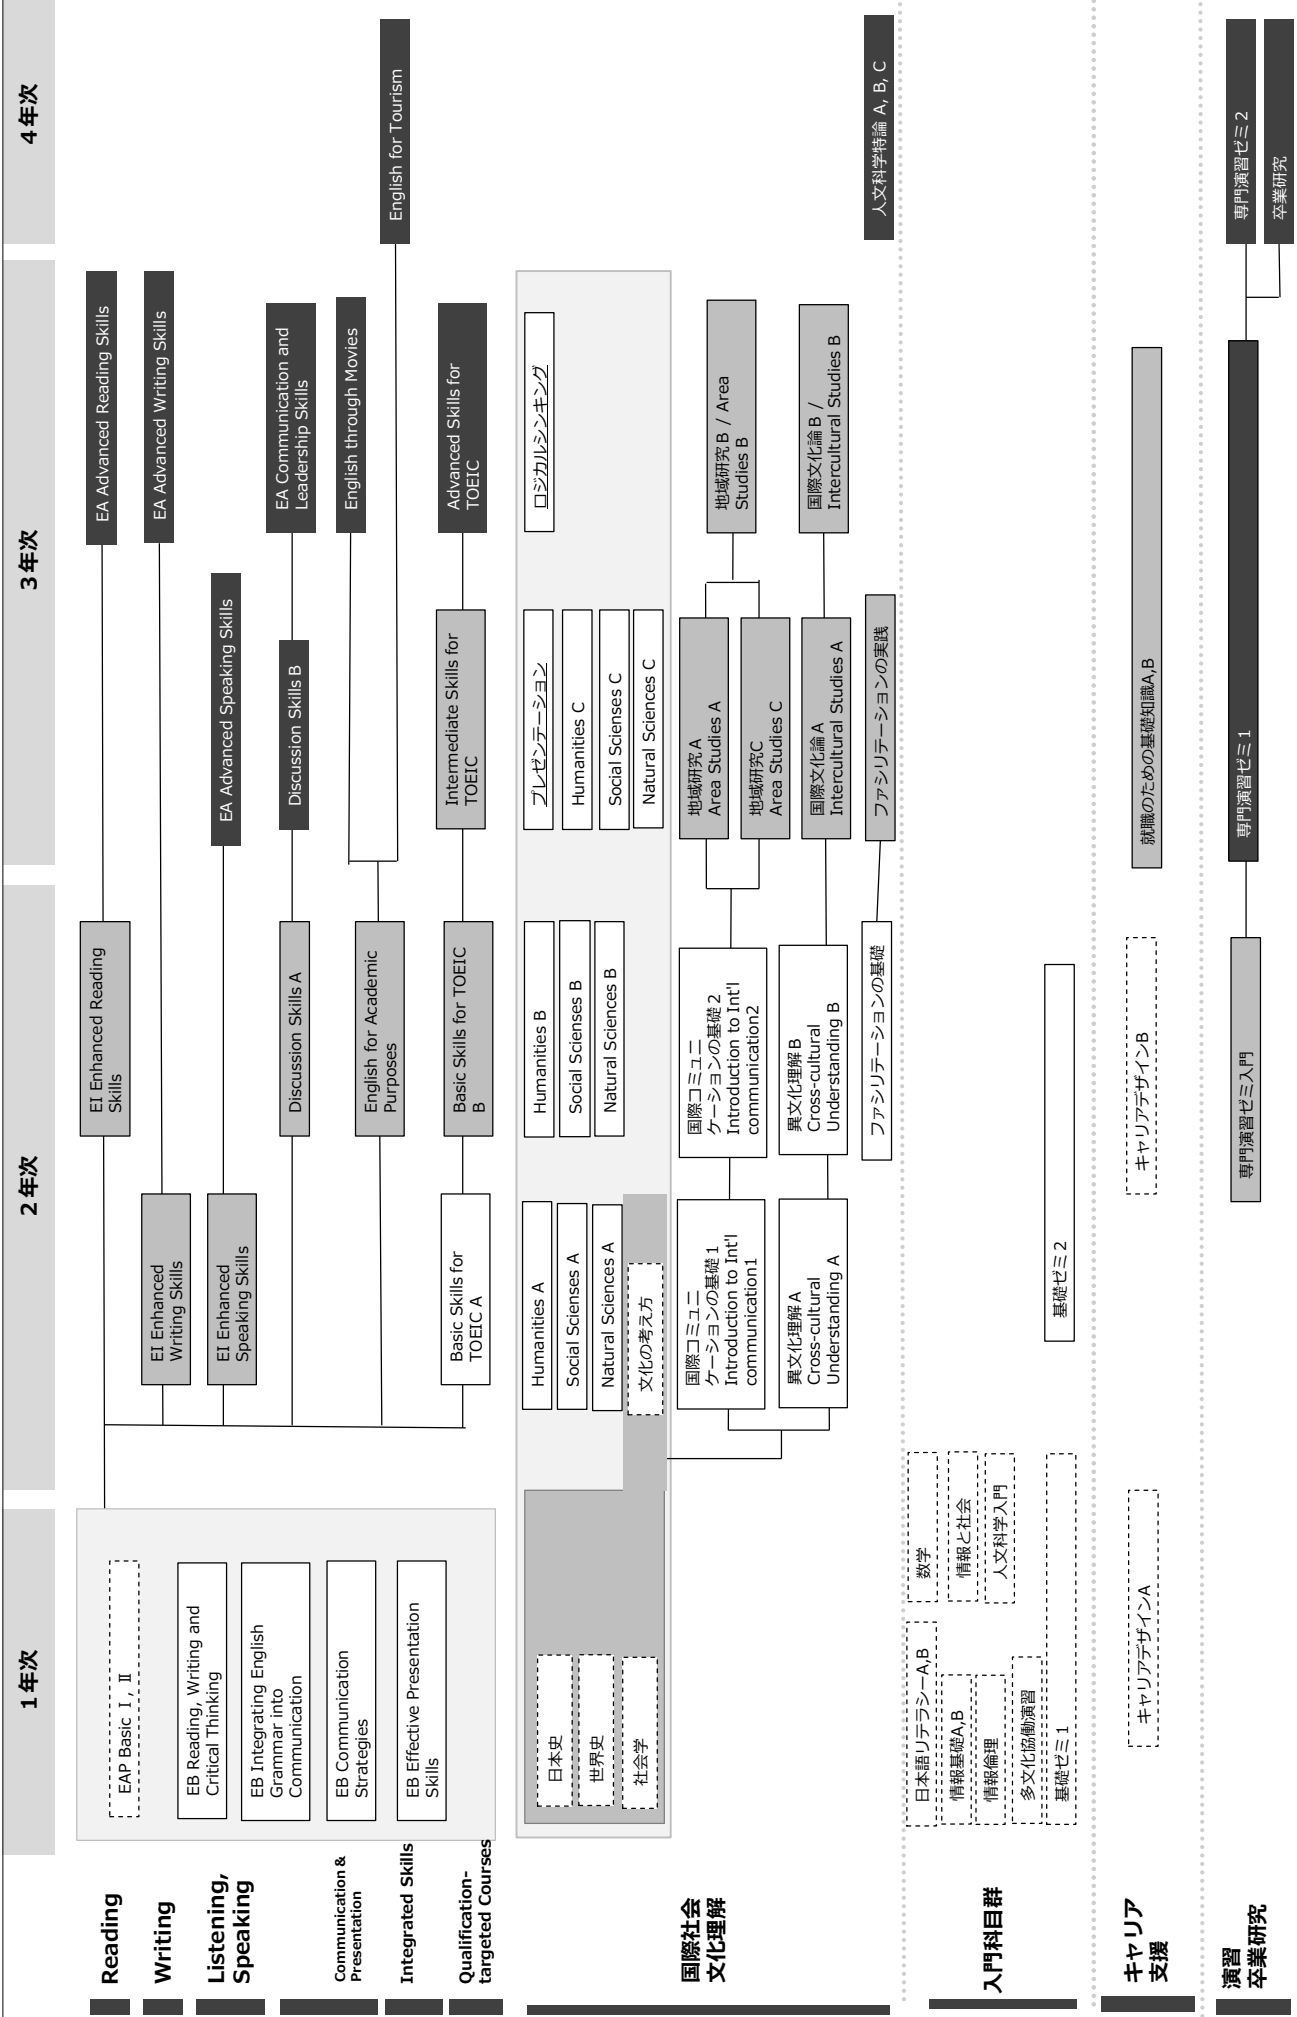 1年次
2年次
3年次
4年次
Reading
Writing
Listening,
Speaking
Communication &
Presentation
Integrated Skills
Qualification-
targeted Courses
EAP Basic Ⅰ, Ⅱ
EB Reading, Writing and
Critical Thinking
EB Integrating English
Grammar into
Communication
EB Communication
Strategies
EB Effective Presentation
Skills
EI Enhanced Reading
Skills
EA Advanced Reading Skills
EI Enhanced
Writing Skills
EA Advanced Writing Skills
EI Enhanced
Speaking Skills
EA Advanced Speaking Skills
Discussion Skills A
Discussion Skills B
EA Communication and
Leadership Skills
English for Academic
Purposes
English through Movies
English for Tourism
Basic Skills for
TOEIC A
Basic Skills for TOEIC
B
Intermediate Skills for
TOEIC
Advanced Skills for
TOEIC
国際社会
文化理解
日本史
世界史
社会学
Humanities A
Social Scienses A
Natural Sciences A
文化の考え方
Humanities B
Social Scienses B
Natural Sciences B
プレゼンテーション
Humanities C
Social Scienses C
Natural Sciences C
ロジカルシンキング
国際コミュニ
ケーションの基礎1
Introduction to Int'l
communication1
国際コミュニ
ケーションの基礎2
Introduction to Int'l
communication2
地域研究A
Area Studies A
地域研究C
Area Studies C
地域研究B / Area
Studies B
異文化理解A
Cross-cultural
Understanding A
異文化理解B
Cross-cultural
Understanding B
国際文化論A
Intercultural Studies A
国際文化論B /
Intercultural Studies B
ファシリテーションの基礎
ファシリテーションの実践
人文科学特論 A, B, C
入門科目群
日本語リテラシーA,B
数学
情報基礎A,B
情報と社会
情報倫理
人文科学入門
多文化協働演習
基礎ゼミ1
基礎ゼミ2
キャリア
支援
キャリアデザインA
キャリアデザインB
就職のための基礎知識A,B
演習
卒業研究
専門演習ゼミ入門
専門演習ゼミ1
専門演習ゼミ2
卒業研究